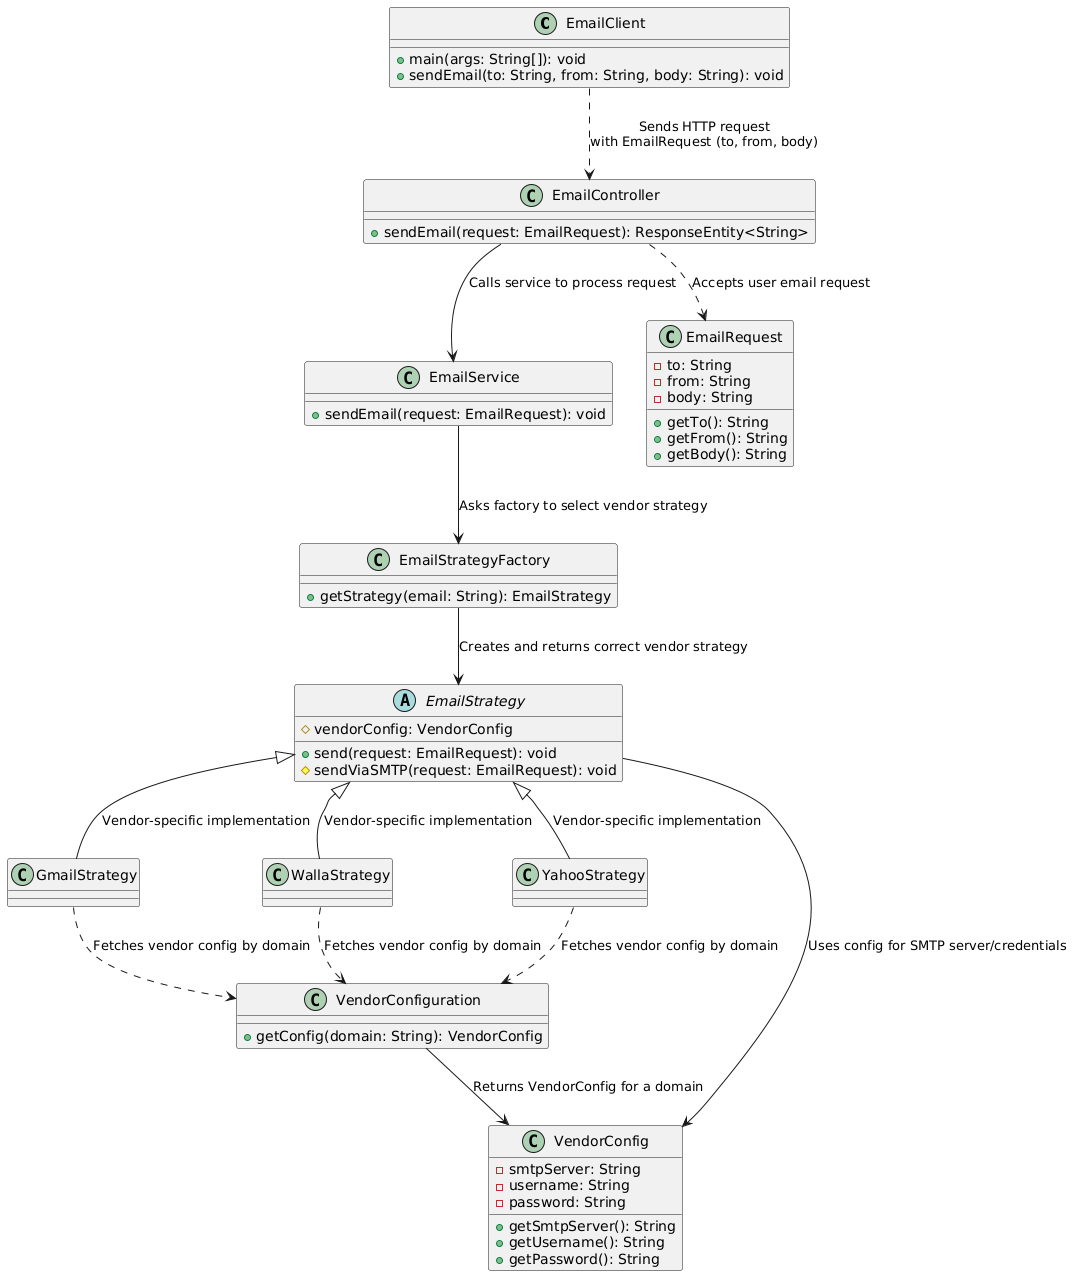 C EmailClient
main(args: String[]): void
sendEmail(to: String, from: String, body: String): void
Sends HTTP request
with EmailRequest (to, from, body)
C EmailController
sendEmail(request: EmailRequest): ResponseEntity<String>
Calls service to process request
Accepts user email request
C EmailRequest
to: String
from: String
body: String
getTo(): String
getFrom(): String
getBody(): String
C EmailService
sendEmail(request: EmailRequest): void
Asks factory to select vendor strategy
C EmailStrategyFactory
getStrategy(email: String): EmailStrategy
Creates and returns correct vendor strategy
A EmailStrategy
vendorConfig: VendorConfig
send(request: EmailRequest): void
sendViaSMTP(request: EmailRequest): void
Vendor-specific implementation
Vendor-specific implementation
Vendor-specific implementation
C GmailStrategy
C WallaStrategy
C YahooStrategy
Fetches vendor config by domain
Fetches vendor config by domain
Fetches vendor config by domain
Uses config for SMTP server/credentials
C VendorConfiguration
getConfig(domain: String): VendorConfig
Returns VendorConfig for a domain
C VendorConfig
smtpServer: String
username: String
password: String
getSmtpServer(): String
getUsername(): String
getPassword(): String